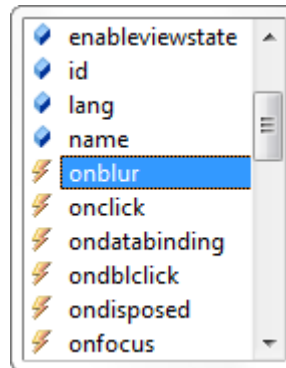 enableviewstate
id
lang
name
onblur
onclick
ondatabinding
ondblclick
ondisposed
onfocus